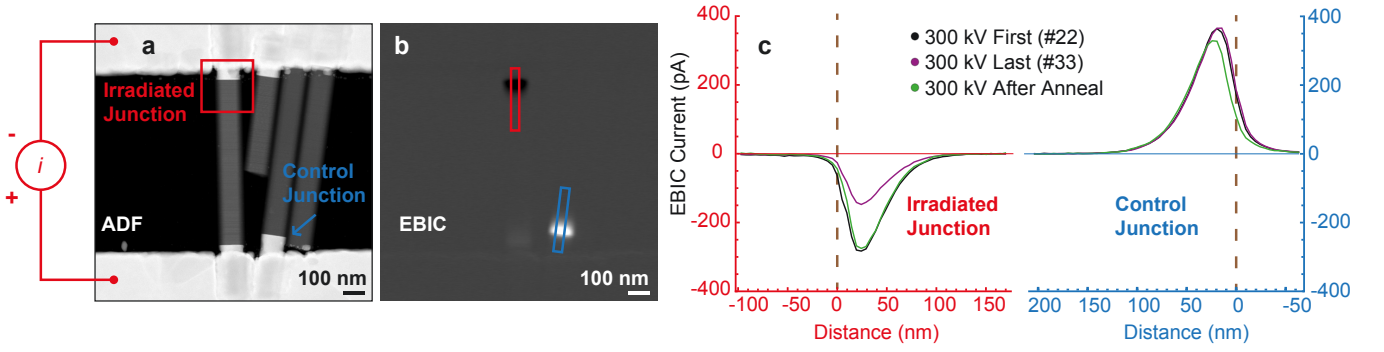 a
Irradiated
Junction
-
i
+
Control
Junction
ADF
100 nm
b
EBIC
100 nm
c
300 kV First (#22)
300 kV Last (#33)
300 kV After Anneal
EBIC Current (pA)
400
200
0
-200
-400
Irradiated
Junction
-100
-50
0
50
100
150
Distance (nm)
Control
Junction
200
150
100
50
0
-50
Distance (nm)
400
200
0
-200
-400